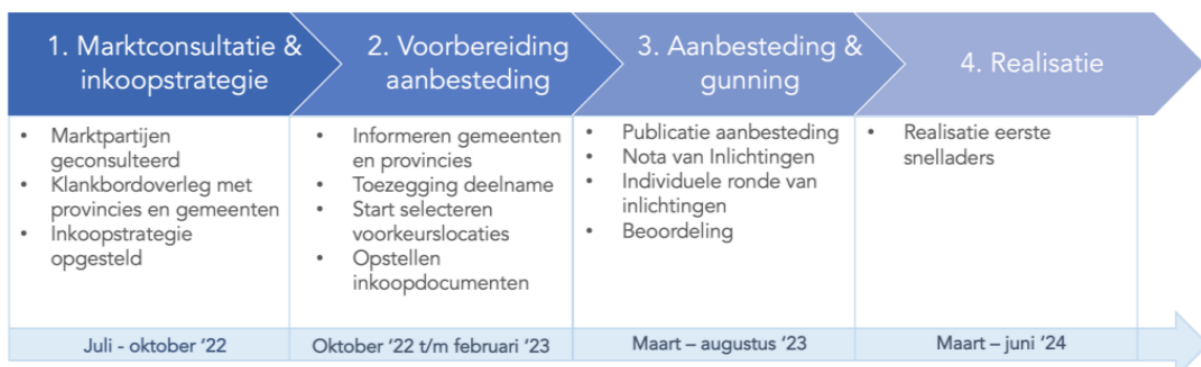 1. Marktconsultatie &
inkoopstrategie
2. Voorbereiding
aanbesteding
3. Aanbesteding &
gunning
4. Realisatie
• Marktpartijen
geconsulteerd
• Klankbordoverleg met
provincies en gemeenten
• Inkoopstrategie
opgesteld
• Informeren gemeenten
en provincies
• Toezegging deelname
• Start selecteren
voorkeurslocaties
• Opstellen
inkoopdocumenten
• Publicatie aanbesteding
• Nota van Inlichtingen
• Individuele ronde van
inlichtingen
• Beoordeling
• Realisatie eerste
snelladers
Juli - oktober ‘22
Oktober ‘22 t/m februari ‘23
Maart – augustus ‘23
Maart – juni ‘24